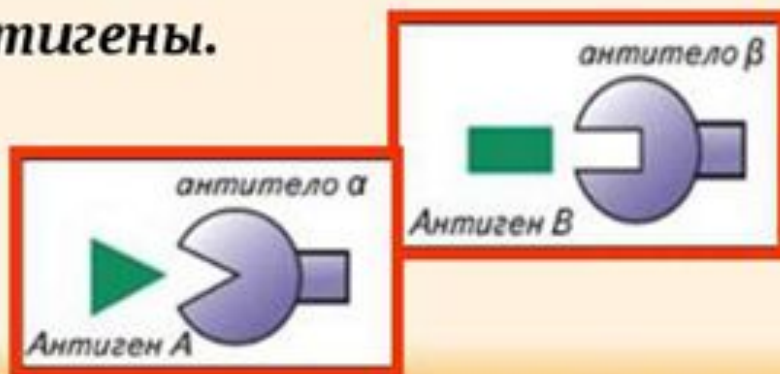 тигены.
антитело β
Антиген В
антитело α
Антиген А